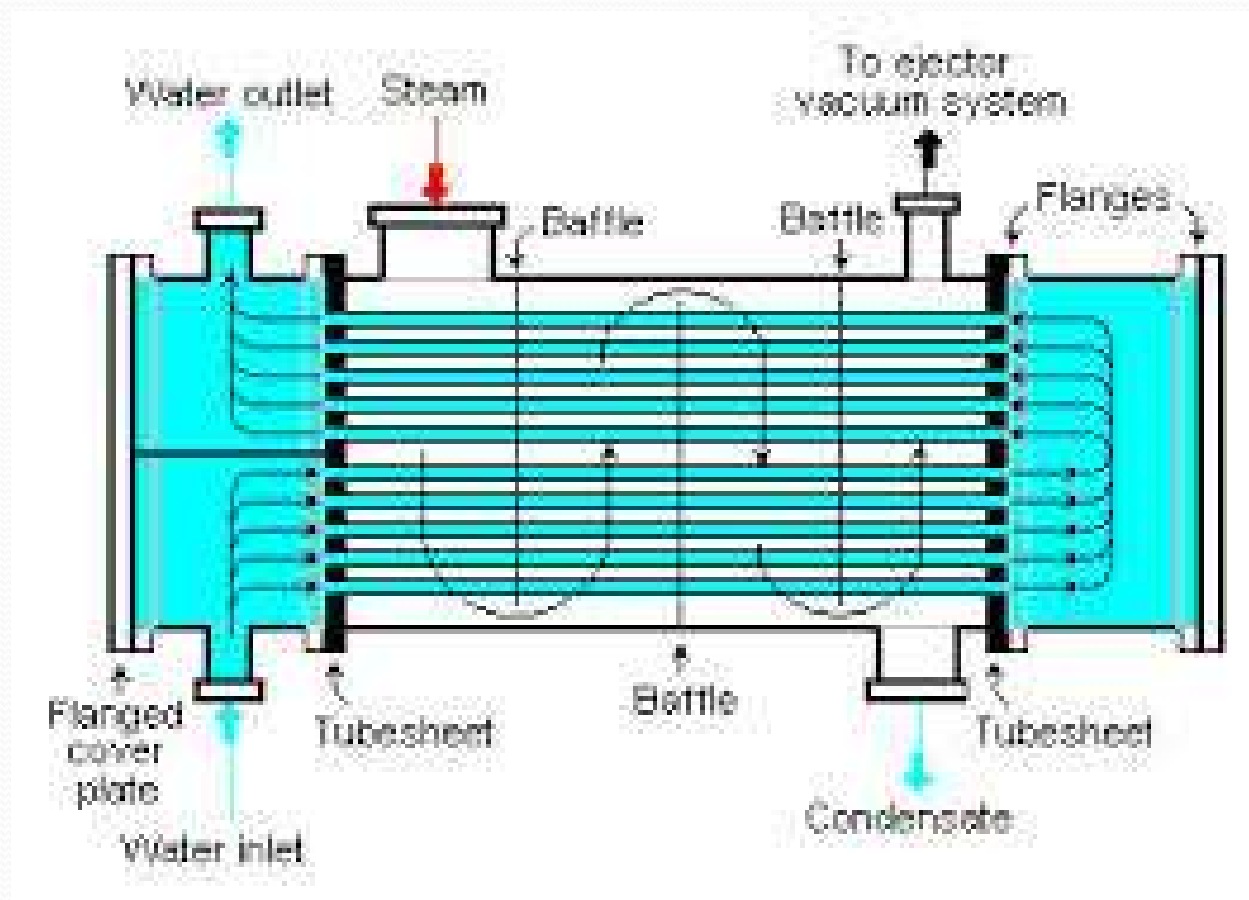 To ejector
vacuum system
Water outlet
Steam
Flanges
Baffle
Baffle
Flanged
cover
plate
Tubesheet
Baffle
Tubesheet
Condensate
Water inlet